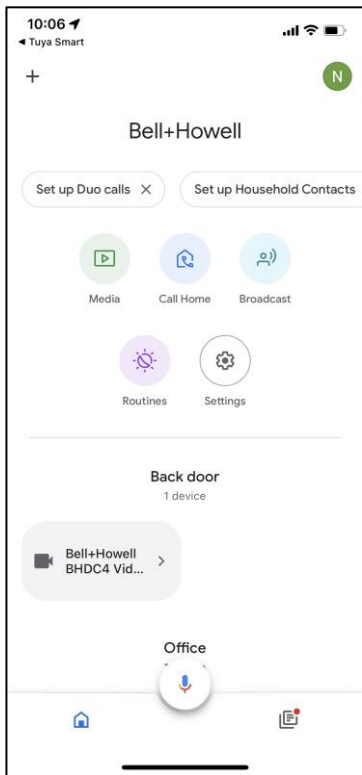 10:06
◀ Tuya Smart
N
Bell+Howell
Set up Duo calls ✕ Set up Household Contacts
Media Call Home Broadcast
Routines Settings
Back door
1 device
Bell+Howell
BHDC4 Vid...
Office